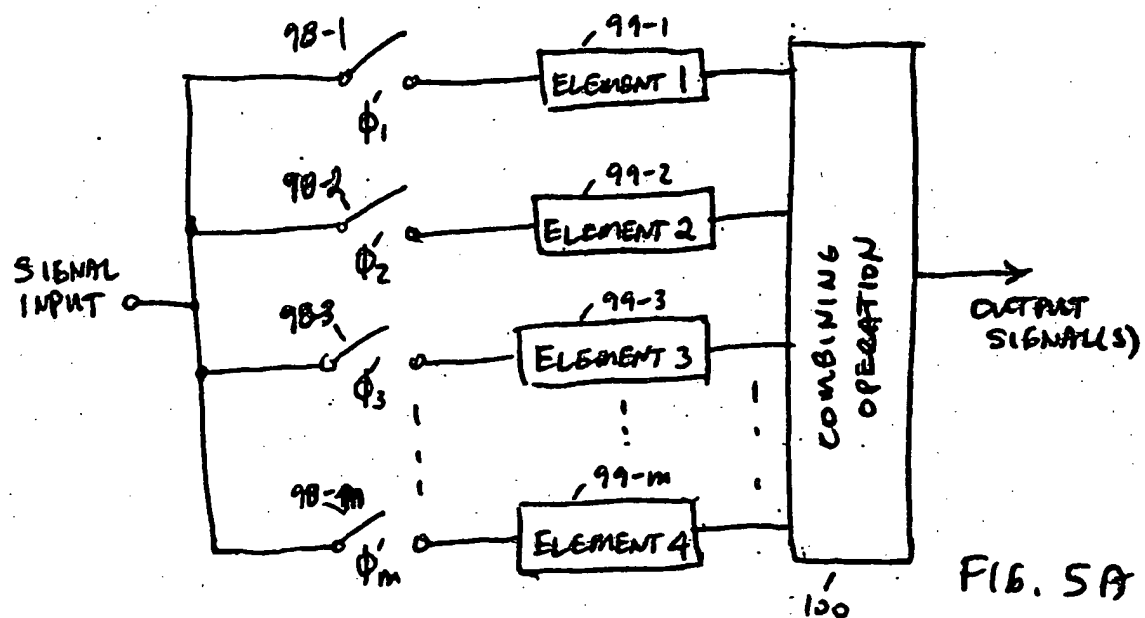 98-1
99-1
ELEMENT 1
ϕ'1
98-2
99-2
ELEMENT 2
ϕ'2
SIGNAL
INPUT
98-3
99-3
ELEMENT 3
ϕ'3
COMBINING
OPERATION
OUTPUT
SIGNAL(S)
98-m
99-m
ELEMENT 4
ϕ'm
100
FIG. 5A